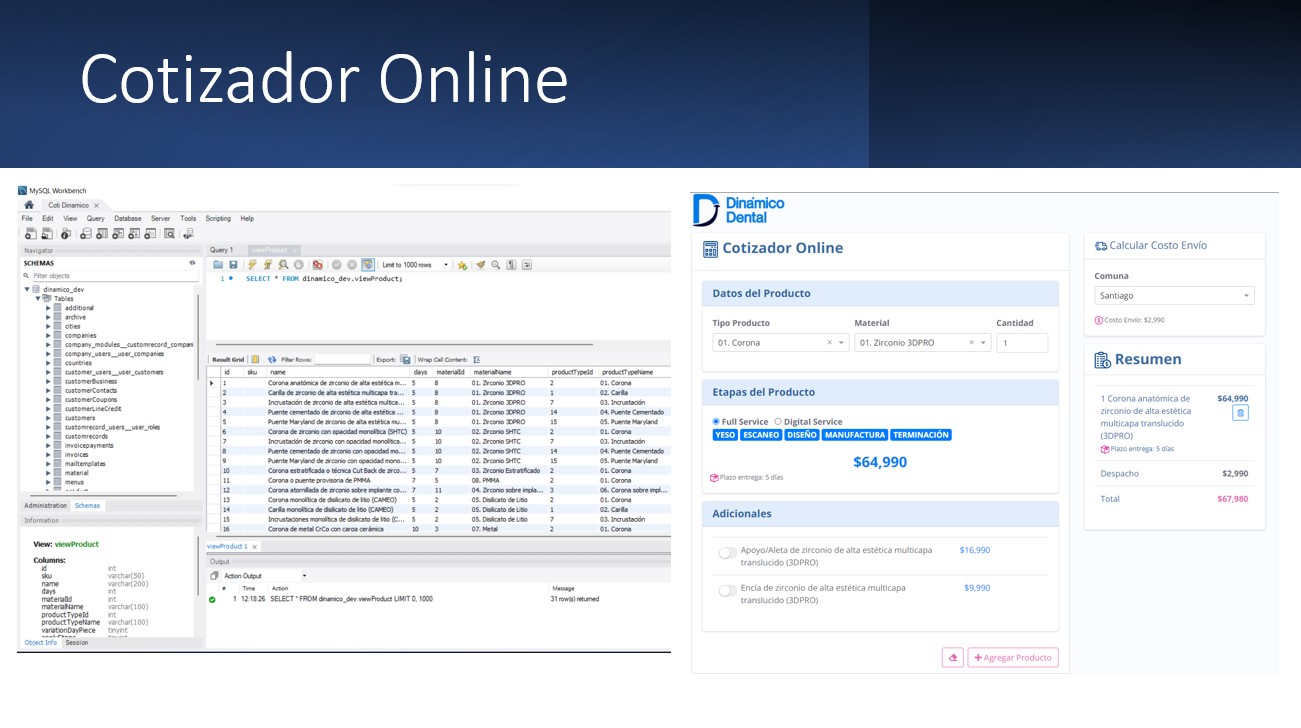 Cotizador Online
MySQL Workbench
Coti Dinamico
File Edit View Query Database Server Tools Scripting Help
Navigator
SCHEMAS
Filter objects
dinamico_dev
Tables
additional
archive
cities
companies
company_modules__customrecord_compani
company_users__user_companies
countries
customer_users__user_customers
customerBusiness
customerContacts
customerCoupons
customerLineCredit
customers
customrecord_users__user_roles
customrecords
invoicepayments
invoices
mailtemplates
material
menus
Administration Schemas
Information
View: viewProduct
Columns:
id int
sku varchar(50)
name varchar(200)
days int
materialId int
materialName varchar(100)
productTypeId int
productTypeName varchar(100)
variationDayPiece tinyint
Object Info Session
Query 1 viewProduct
Limit to 1000 rows
1 SELECT * FROM dinamico_dev.viewProduct;
Result Grid Filter Rows: Export: Wrap Cell Content:
id sku name days materialId materialName productTypeId productTypeName
1 Corona anatómica de zirconio de alta estética m... 5 8 01. Zirconio 3DPRO 2 01. Corona
2 Carilla de zirconio de alta estética multicapa tra... 5 8 01. Zirconio 3DPRO 1 02. Carilla
3 Incrustación de zirconio de alta estética multica... 5 8 01. Zirconio 3DPRO 7 03. Incrustación
4 Puente cementado de zirconio de alta estética ... 5 8 01. Zirconio 3DPRO 14 04. Puente Cementado
5 Puente Maryland de zirconio de alta estética mu... 5 8 01. Zirconio 3DPRO 15 05. Puente Maryland
6 Corona de zirconio con opacidad monolítica (SHTC) 5 10 02. Zirconio SHTC 2 01. Corona
7 Incrustación de zirconio con opacidad monolítica... 5 10 02. Zirconio SHTC 7 03. Incrustación
8 Puente cementado de zirconio con opacidad mo... 5 10 02. Zirconio SHTC 14 04. Puente Cementado
9 Puente Maryland de zirconio con opacidad monol... 5 10 02. Zirconio SHTC 15 05. Puente Maryland
10 Corona estratificada o técnica Cut Back de zirco... 5 7 03. Zirconio Estratificado 2 01. Corona
11 Corona o puente provisoria de PMMA 7 5 08. PMMA 2 01. Corona
12 Corona atornillada de zirconio sobre implante co... 7 11 04. Zirconio sobre impla... 3 06. Corona sobre impl...
13 Corona monolítica de disilicato de litio (CAMEO) 5 2 05. Disilicato de Litio 2 01. Corona
14 Carilla monolítica de disilicato de litio (CAMEO) 5 2 05. Disilicato de Litio 1 02. Carilla
15 Incrustaciones monolítica de disilicato de litio (C... 5 2 05. Disilicato de Litio 7 03. Incrustación
16 Corona de metal CrCo con carga cerámica 10 3 07. Metal 2 01. Corona
viewProduct 1
Output
Action Output
# Time Action Message
1 12:18:26 SELECT * FROM dinamico_dev.viewProduct LIMIT 0, 1000 31 row(s) returned
Dinámico
Dental
Cotizador Online
Datos del Producto
Tipo Producto Material Cantidad
01. Corona 01. Zirconio 3DPRO 1
Etapas del Producto
Full Service Digital Service
YESO ESCANEO DISEÑO MANUFACTURA TERMINACIÓN
$64,990
Plazo entrega: 5 días
Adicionales
Apoyo/Aleta de zirconio de alta estética multicapa $16,990
translucido (3DPRO)
Encía de zirconio de alta estética multicapa $9,990
translucido (3DPRO)
Agregar Producto
Calcular Costo Envío
Comuna
Santiago
Costo Envío: $2,990
Resumen
1 Corona anatómica de $64,990
zirconio de alta estética
multicapa translucido
(3DPRO)
Plazo entrega: 5 días
Despacho $2,990
Total $67,980